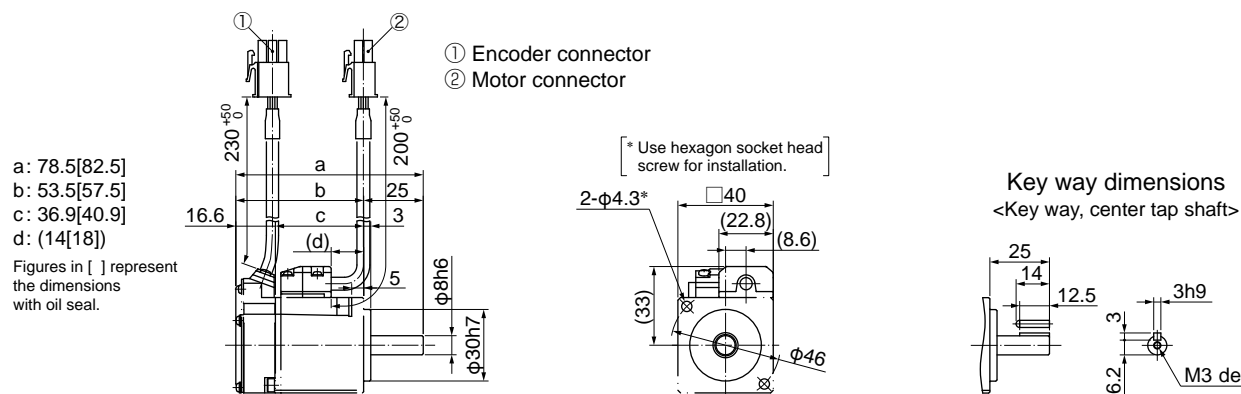 ①
②
① Encoder connector
② Motor connector
230 +50 0
200 +50 0
a: 78.5[82.5]
b: 53.5[57.5]
c: 36.9[40.9]
d: (14[18])
Figures in [ ] represent
the dimensions
with oil seal.
a
b
25
16.6
c
3
(d)
5
φ8h6
φ30h7
* Use hexagon socket head
screw for installation.
2-φ4.3*
□40
(22.8)
(8.6)
(33)
φ46
Key way dimensions
<Key way, center tap shaft>
25
14
12.5
3h9
3
6.2
M3 de